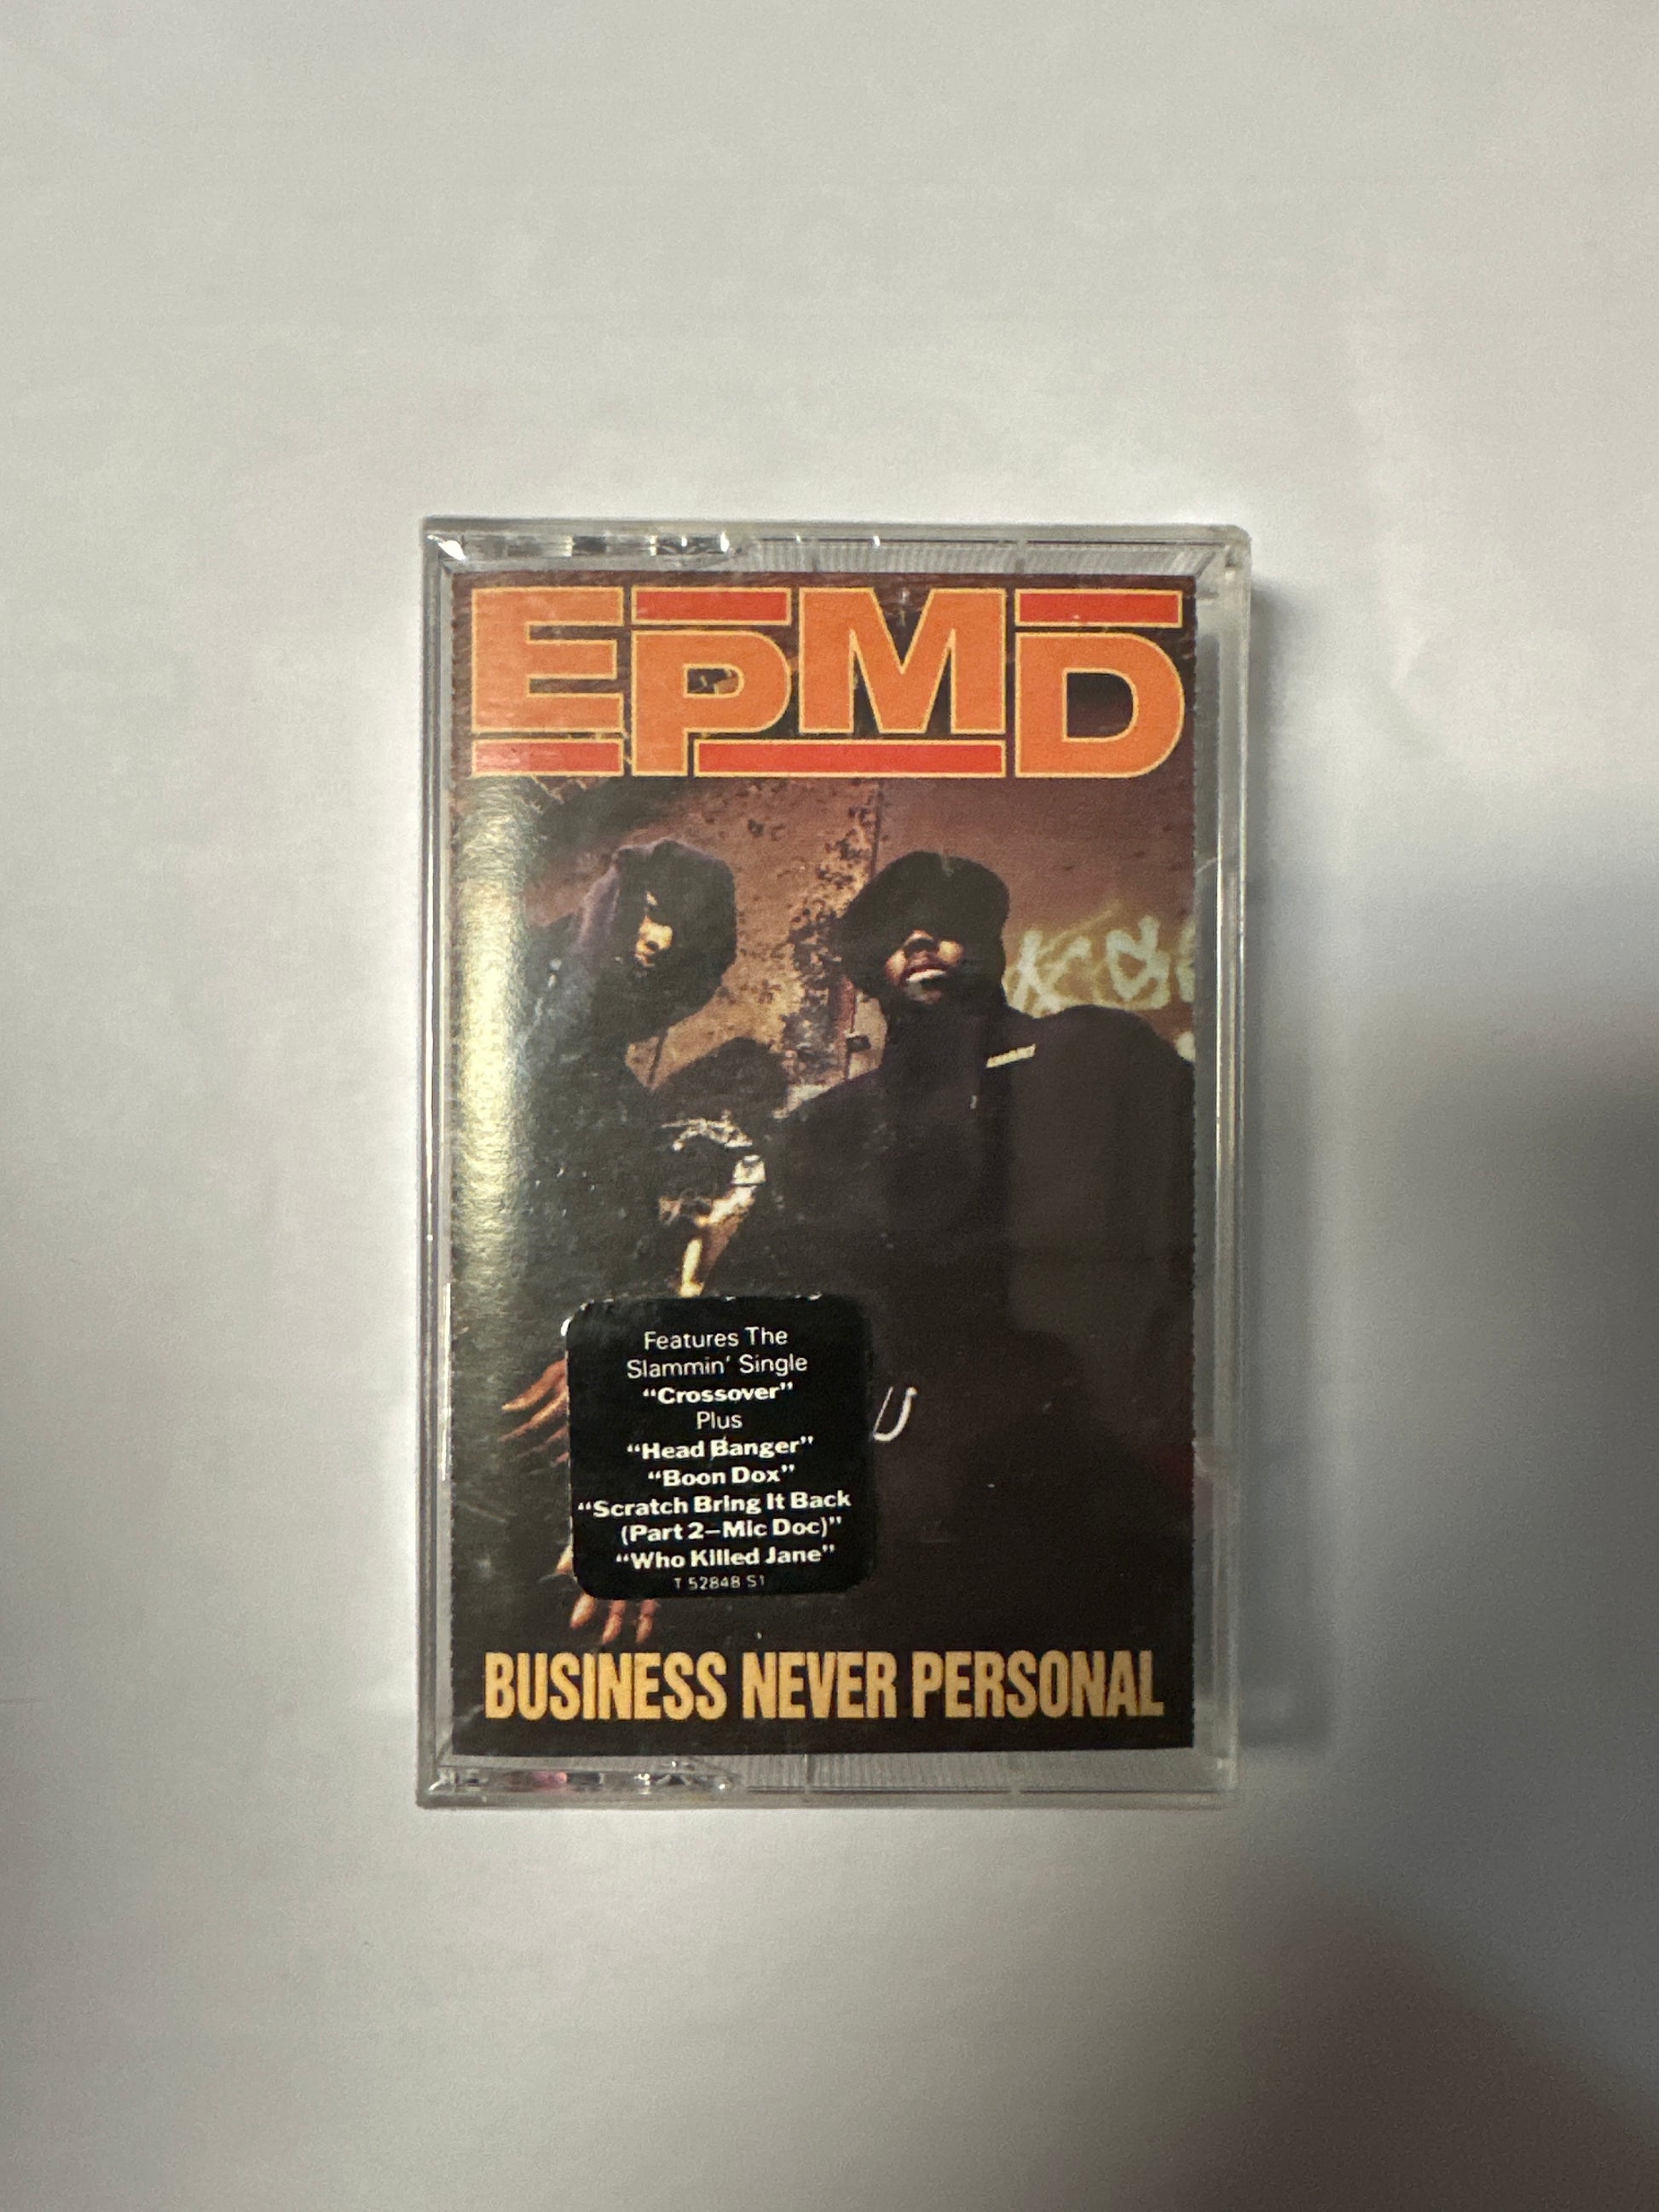 EPMD
Features The
Slammin' Single
"Crossover"
Plus
"Head Banger"
"Boon Dox"
"Scratch Bring It Back
(Part 2–Mic Doc)"
"Who Killed Jane"
T 52848 S1
BUSINESS NEVER PERSONAL